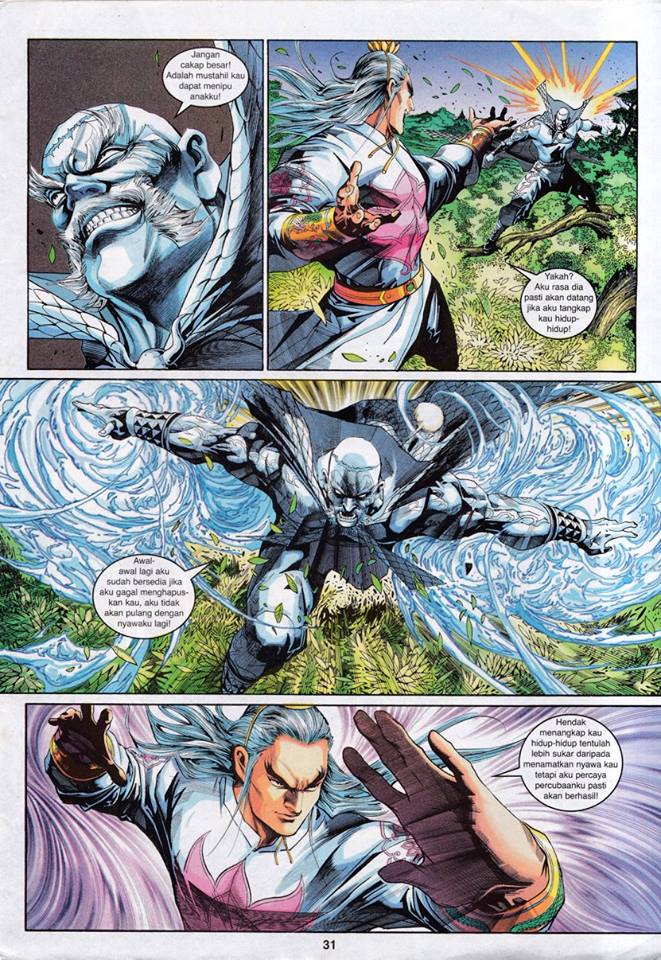 Jangan
cakap besar!
Adalah mustahil kau
dapat menipu
anakku!
Yakah?
Aku rasa dia
pasti akan datang
jika aku tangkap
kau hidup-
hidup!
Awal-
awal lagi aku
sudah bersedia jika
aku gagal menghapus-
kan kau, aku tidak
akan pulang dengan
nyawaku lagi!
Hendak
menangkap kau
hidup-hidup tentulah
lebih sukar daripada
menamatkan nyawa kau
tetapi aku percaya
percubaanku pasti
akan berhasil!
31